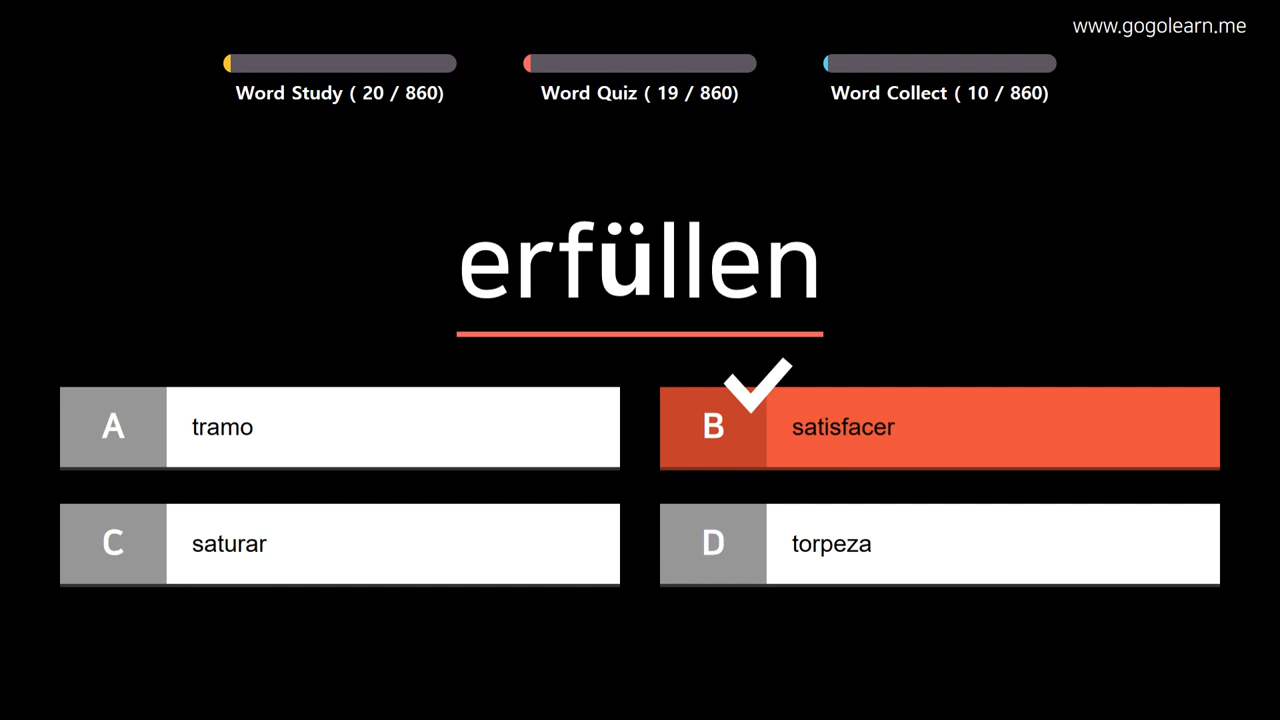 www.gogolearn.me
Word Study ( 20 / 860)
Word Quiz ( 19 / 860)
Word Collect ( 10 / 860)
erfüllen
A
tramo
B
satisfacer
C
saturar
D
torpeza